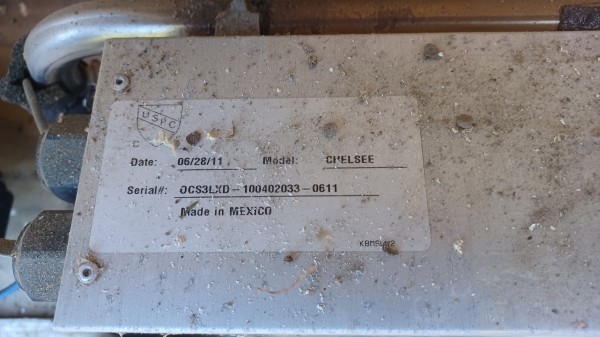 USPC
C
Date: 06/28/11 Model: CHELSEE
Serial#: OCS3LXD-100402033-0611
Made in MEXICO